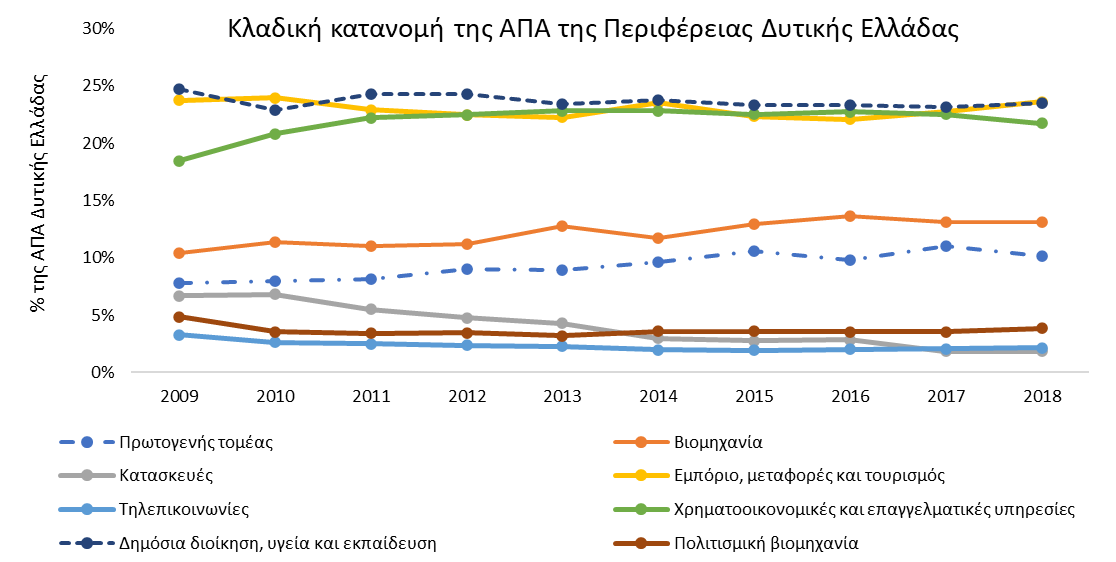 Κλαδική κατανομή της ΑΠΑ της Περιφέρειας Δυτικής Ελλάδας
% της ΑΠΑ Δυτικής Ελλάδας
30%
25%
20%
15%
10%
5%
0%
2009 2010 2011 2012 2013 2014 2015 2016 2017 2018
Πρωτογενής τομέας Βιομηχανία
Κατασκευές Εμπόριο, μεταφορές και τουρισμός
Τηλεπικοινωνίες Χρηματοοικονομικές και επαγγελματικές υπηρεσίες
Δημόσια διοίκηση, υγεία και εκπαίδευση Πολιτισμική βιομηχανία